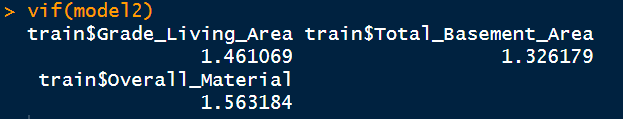 > vif(model2)
train$Grade_Living_Area train$Total_Basement_Area
1.461069 1.326179
train$Overall_Material
1.563184